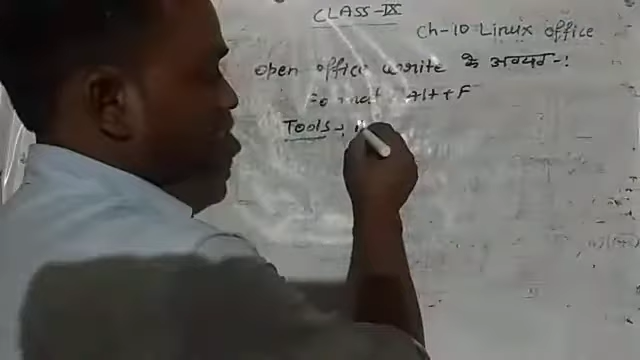 CLASS-IX
Ch-10 Linux office
open office write के अवयव-:
Format Alt+F
Tools-: